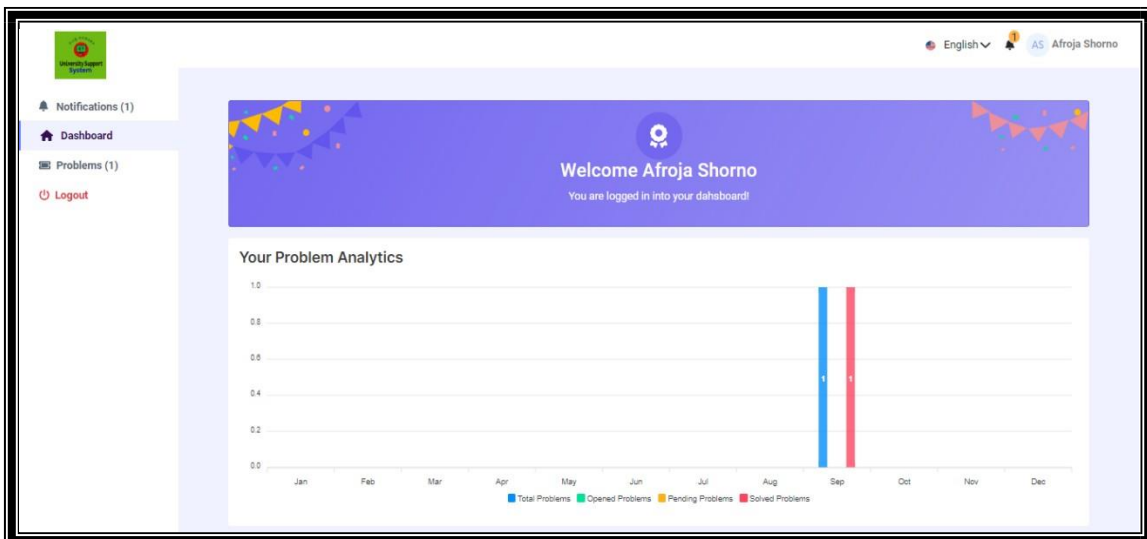 University Support
System
English
1
AS Afroja Shorno
Notifications (1)
Dashboard
Problems (1)
Logout
Welcome Afroja Shorno
You are logged in into your dahsboard!
Your Problem Analytics
1.0
0.8
0.6
0.4
0.2
0.0
1 1
Jan Feb Mar Apr May Jun Jul Aug Sep Oct Nov Dec
Total Problems Opened Problems Pending Problems Solved Problems